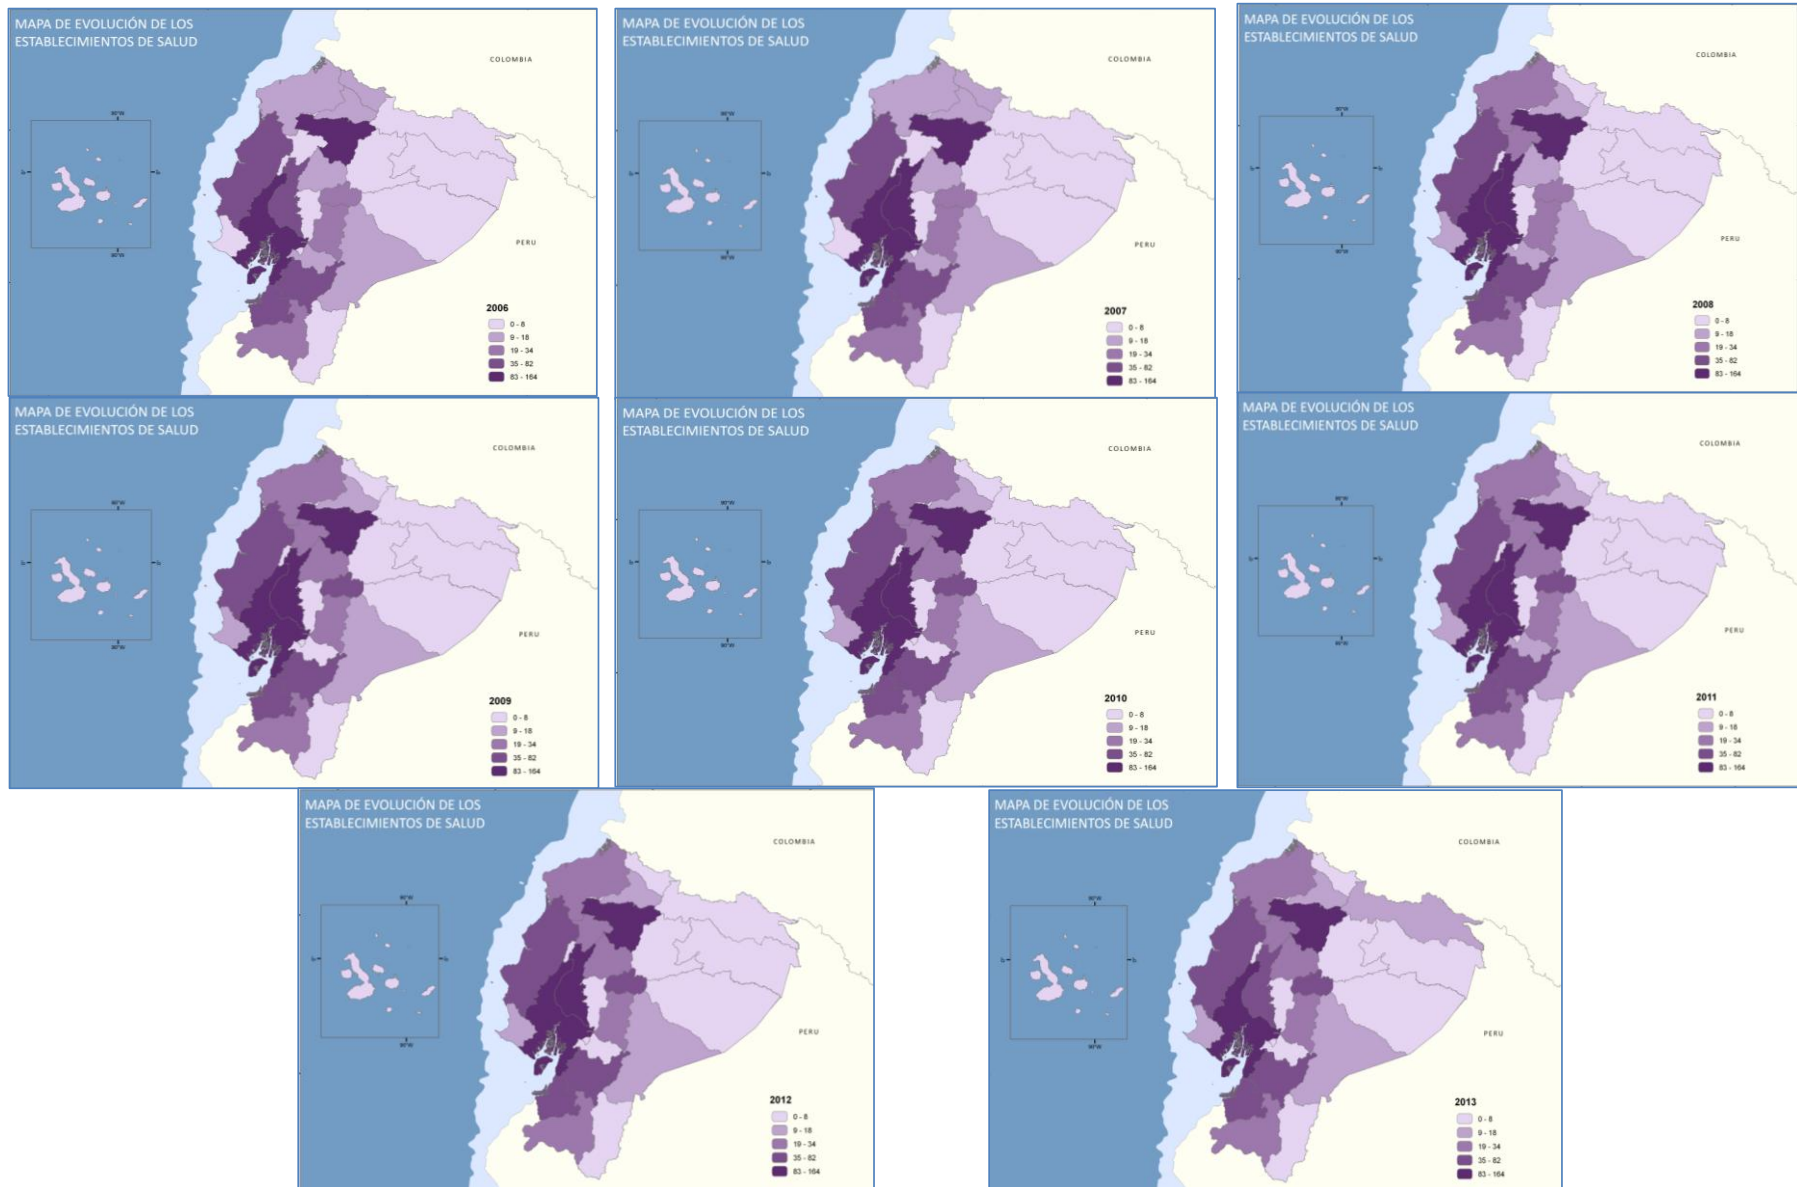 MAPA DE EVOLUCIÓN DE LOS
ESTABLECIMIENTOS DE SALUD
COLOMBIA
PERU
2006
0 - 8
9 - 18
19 - 34
35 - 82
83 - 164
MAPA DE EVOLUCIÓN DE LOS
ESTABLECIMIENTOS DE SALUD
COLOMBIA
PERU
2007
0 - 8
9 - 18
19 - 34
35 - 82
83 - 164
MAPA DE EVOLUCIÓN DE LOS
ESTABLECIMIENTOS DE SALUD
COLOMBIA
PERU
2008
0 - 8
9 - 18
19 - 34
35 - 82
83 - 164
MAPA DE EVOLUCIÓN DE LOS
ESTABLECIMIENTOS DE SALUD
COLOMBIA
PERU
2009
0 - 8
9 - 18
19 - 34
35 - 82
83 - 164
MAPA DE EVOLUCIÓN DE LOS
ESTABLECIMIENTOS DE SALUD
COLOMBIA
PERU
2010
0 - 8
9 - 18
19 - 34
35 - 82
83 - 164
MAPA DE EVOLUCIÓN DE LOS
ESTABLECIMIENTOS DE SALUD
COLOMBIA
PERU
2011
0 - 8
9 - 18
19 - 34
35 - 82
83 - 164
MAPA DE EVOLUCIÓN DE LOS
ESTABLECIMIENTOS DE SALUD
COLOMBIA
PERU
2012
0 - 8
9 - 18
19 - 34
35 - 82
83 - 164
MAPA DE EVOLUCIÓN DE LOS
ESTABLECIMIENTOS DE SALUD
COLOMBIA
PERU
2013
0 - 8
9 - 18
19 - 34
35 - 82
83 - 164